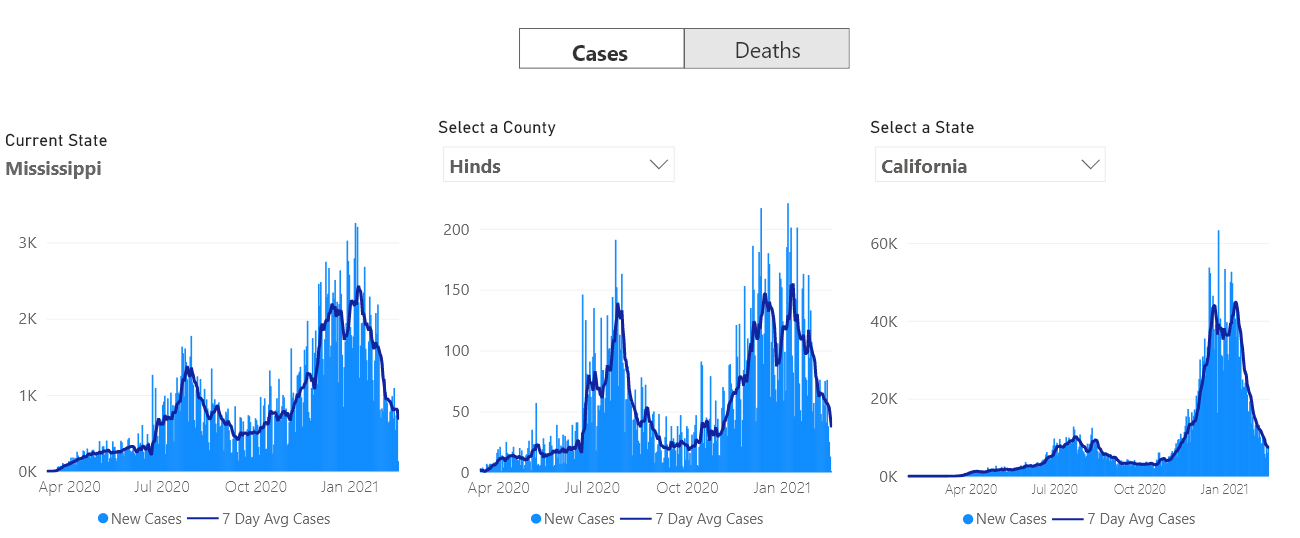 Cases
Deaths
Current State
Mississippi
3K
2K
1K
0K
Apr 2020 Jul 2020 Oct 2020 Jan 2021
New Cases 7 Day Avg Cases
Select a County
Hinds
200
150
100
50
0
Apr 2020 Jul 2020 Oct 2020 Jan 2021
New Cases 7 Day Avg Cases
Select a State
California
60K
40K
20K
0K
Apr 2020 Jul 2020 Oct 2020 Jan 2021
New Cases 7 Day Avg Cases